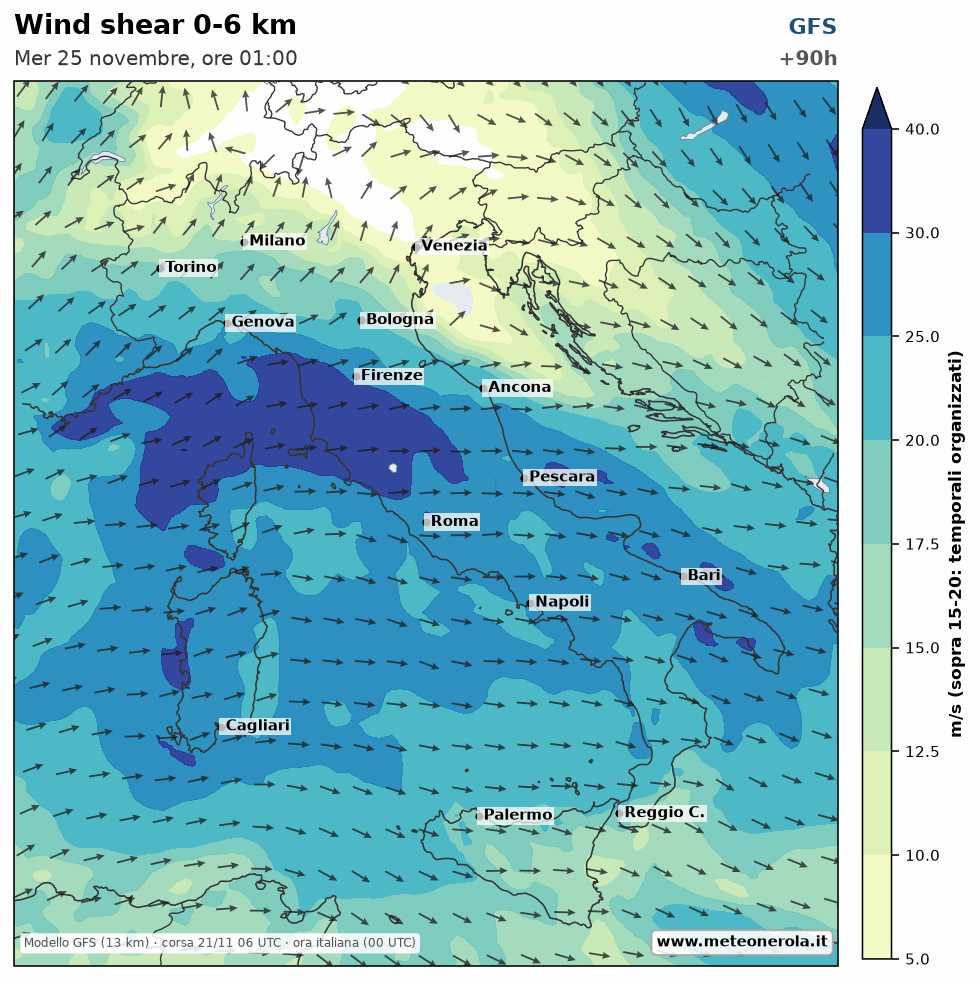 Wind shear 0-6 km
GFS
Mer 25 novembre, ore 01:00
+90h
Milano
Venezia
Torino
Genova
Bologna
Firenze
Ancona
Pescara
Roma
Bari
Napoli
Cagliari
Palermo
Reggio C.
40.0
30.0
25.0
20.0
17.5
15.0
12.5
10.0
5.0
m/s (sopra 15-20: temporali organizzati)
Modello GFS (13 km) · corsa 21/11 06 UTC · ora italiana (00 UTC)
www.meteonerola.it